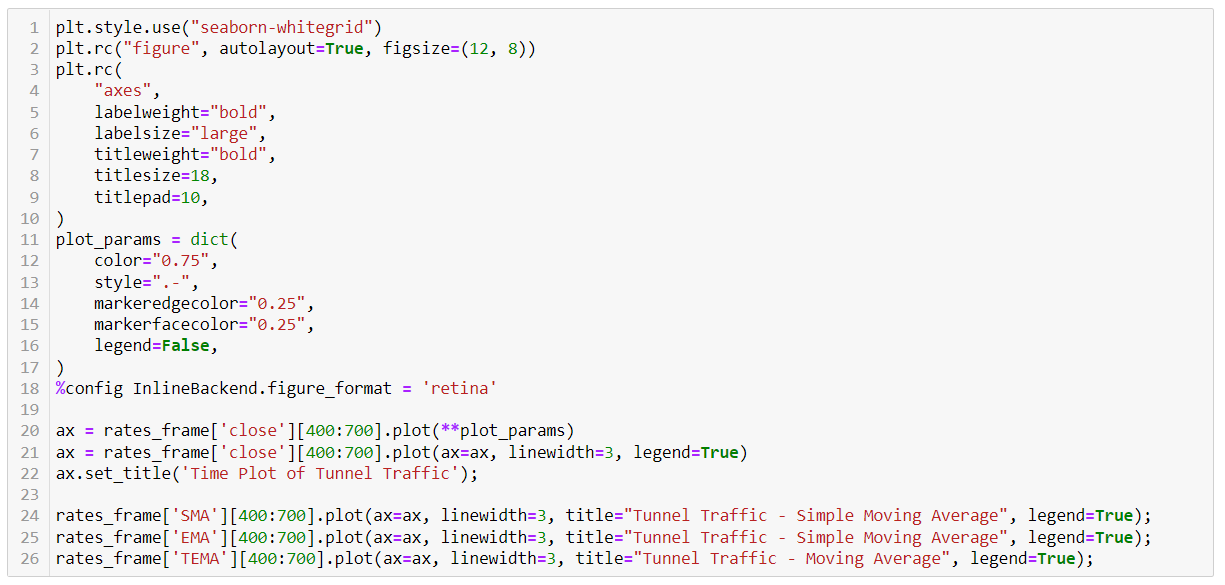 1 plt.style.use("seaborn-whitegrid")
2 plt.rc("figure", autolayout=True, figsize=(12, 8))
3 plt.rc(
4     "axes",
5     labelweight="bold",
6     labelsize="large",
7     titleweight="bold",
8     titlesize=18,
9     titlepad=10,
10 )
11 plot_params = dict(
12     color="0.75",
13     style=".-",
14     markeredgecolor="0.25",
15     markerfacecolor="0.25",
16     legend=False,
17 )
18 %config InlineBackend.figure_format = 'retina'
19
20 ax = rates_frame['close'][400:700].plot(**plot_params)
21 ax = rates_frame['close'][400:700].plot(ax=ax, linewidth=3, legend=True)
22 ax.set_title('Time Plot of Tunnel Traffic');
23
24 rates_frame['SMA'][400:700].plot(ax=ax, linewidth=3, title="Tunnel Traffic - Simple Moving Average", legend=True);
25 rates_frame['EMA'][400:700].plot(ax=ax, linewidth=3, title="Tunnel Traffic - Simple Moving Average", legend=True);
26 rates_frame['TEMA'][400:700].plot(ax=ax, linewidth=3, title="Tunnel Traffic - Moving Average", legend=True);